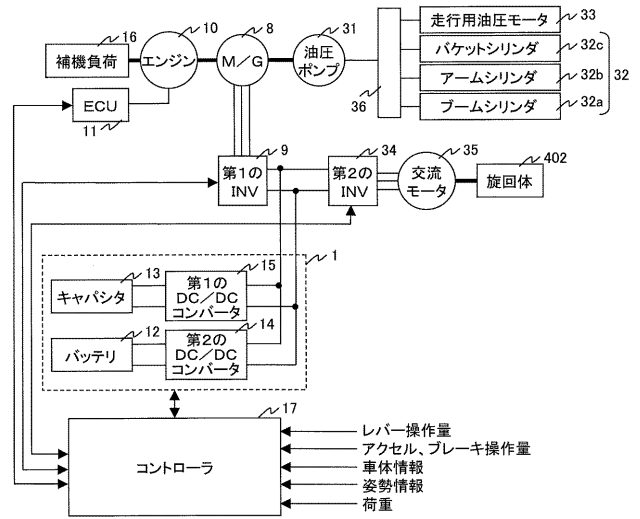 16
10
8
31
33
補機負荷
エンジン
M/G
油圧
ポンプ
走行用油圧モータ
バケットシリンダ
32c
アームシリンダ
32b
ブームシリンダ
32a
32
36
ECU
11
9
34
35
402
第1の
INV
第2の
INV
交流
モータ
旋回体
1
13
15
キャパシタ
第1の
DC/DC
コンバータ
12
14
バッテリ
第2の
DC/DC
コンバータ
17
コントローラ
レバー操作量
アクセル、ブレーキ操作量
車体情報
姿勢情報
荷重